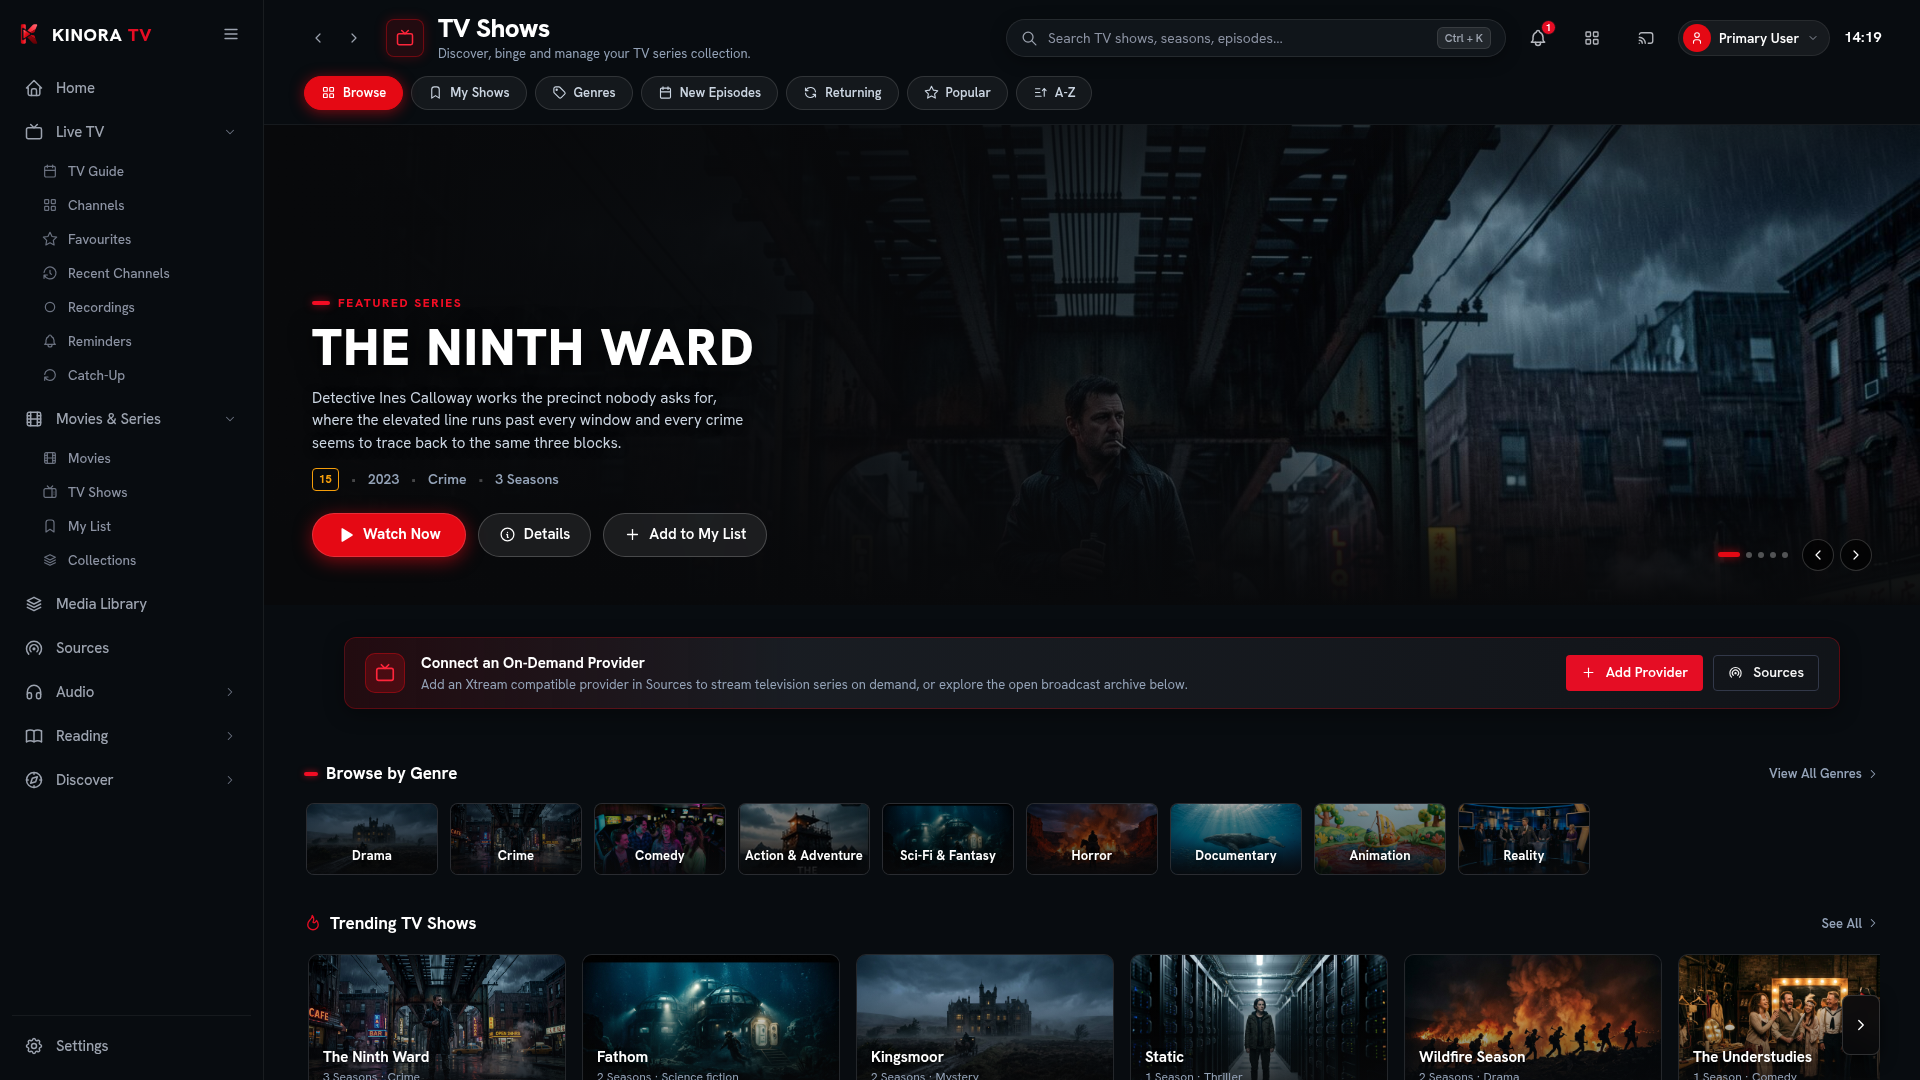 KINORA TV
Home
Live TV
TV Guide
Channels
Favourites
Recent Channels
Recordings
Reminders
Catch-Up
Movies & Series
Movies
TV Shows
My List
Collections
Media Library
Sources
Audio
Reading
Discover
Settings
TV Shows
Discover, binge and manage your TV series collection.
Search TV shows, seasons, episodes...
Ctrl + K
1
Primary User
14:19
Browse
My Shows
Genres
New Episodes
Returning
Popular
A-Z
FEATURED SERIES
THE NINTH WARD
Detective Ines Calloway works the precinct nobody asks for,
where the elevated line runs past every window and every crime
seems to trace back to the same three blocks.
15 • 2023 • Crime • 3 Seasons
Watch Now
Details
Add to My List
Connect an On-Demand Provider
Add an Xtream compatible provider in Sources to stream television series on demand, or explore the open broadcast archive below.
Add Provider
Sources
Browse by Genre
View All Genres
Drama
Crime
Comedy
Action & Adventure
Sci-Fi & Fantasy
Horror
Documentary
Animation
Reality
Trending TV Shows
See All
CAFE
BAR
OPEN 24HRS
The Ninth Ward
3 Seasons · Crime
Fathom
2 Seasons · Science fiction
Kingsmoor
2 Seasons · Mystery
Static
1 Season · Thriller
Wildfire Season
2 Seasons · Drama
The Understudies
1 Season · Comedy